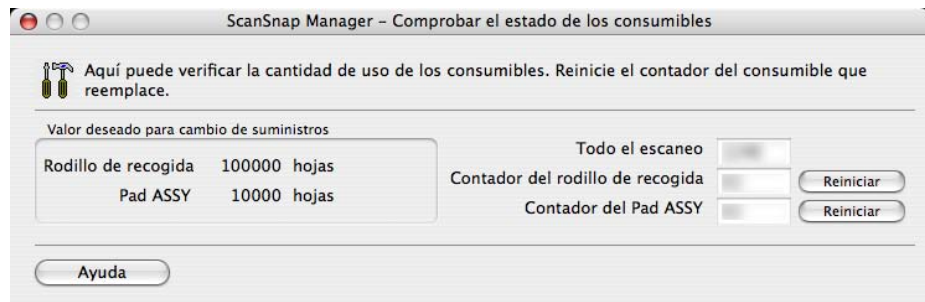 ScanSnap Manager – Comprobar el estado de los consumibles
Aquí puede verificar la cantidad de uso de los consumibles. Reinicie el contador del consumible que
reemplace.
Valor deseado para cambio de suministros
Rodillo de recogida 100000 hojas
Pad ASSY 10000 hojas
Todo el escaneo
Contador del rodillo de recogida Reiniciar
Contador del Pad ASSY Reiniciar
Ayuda